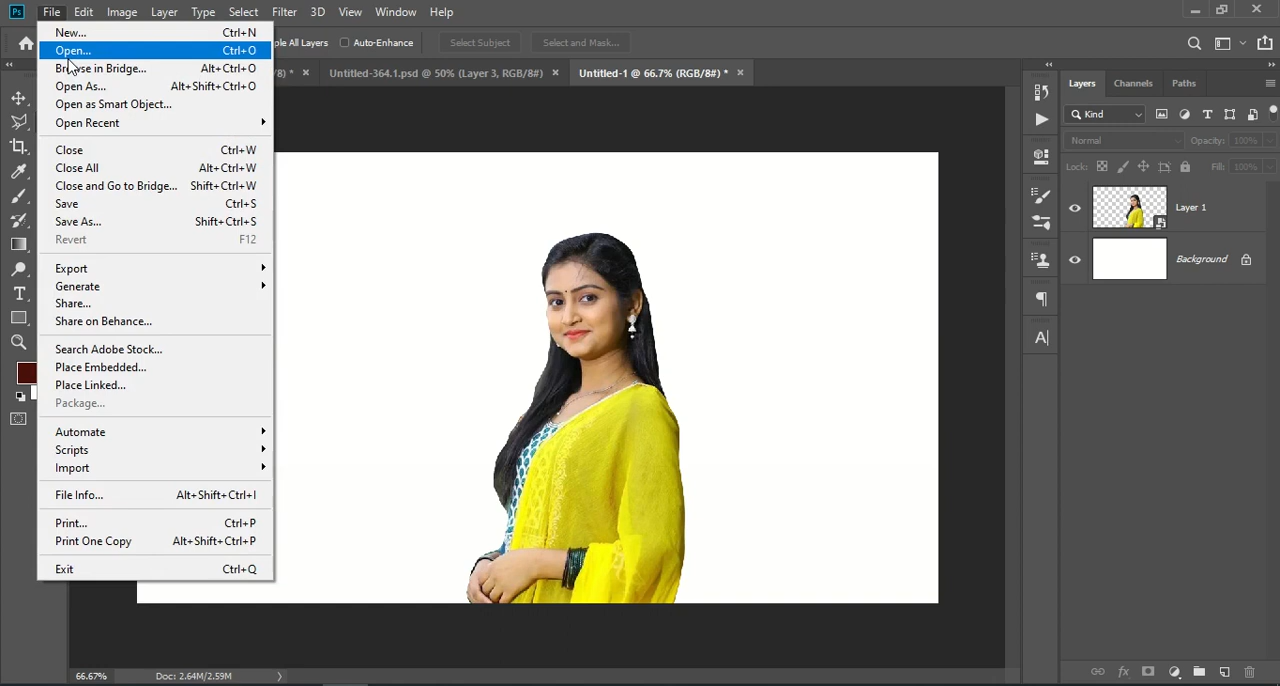 Ps File Edit Image Layer Type Select Filter 3D View Window Help
ple All Layers Auto-Enhance Select Subject Select and Mask...
8) * × Untitled-364.1.psd @ 50% (Layer 3, RGB/8#) × Untitled-1 @ 66.7% (RGB/8#) * ×
New... Ctrl+N
Open... Ctrl+O
Browse in Bridge... Alt+Ctrl+O
Open As... Alt+Shift+Ctrl+O
Open as Smart Object...
Open Recent
Close Ctrl+W
Close All Alt+Ctrl+W
Close and Go to Bridge... Shift+Ctrl+W
Save Ctrl+S
Save As... Shift+Ctrl+S
Revert F12
Export
Generate
Share...
Share on Behance...
Search Adobe Stock...
Place Embedded...
Place Linked...
Package...
Automate
Scripts
Import
File Info... Alt+Shift+Ctrl+I
Print... Ctrl+P
Print One Copy Alt+Shift+Ctrl+P
Exit Ctrl+Q
Layers Channels Paths
Kind
Normal Opacity: 100%
Lock: Fill: 100%
Layer 1
Background
66.67% Doc: 2.64M/2.59M